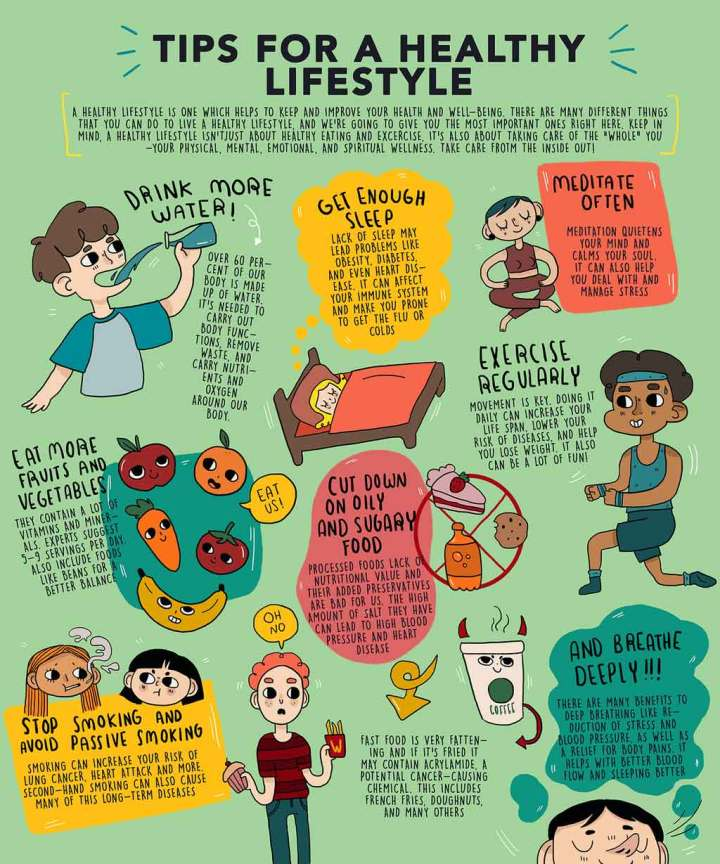 TIPS FOR A HEALTHY
LIFESTYLE
A HEALTHY LIFESTYLE IS ONE WHICH HELPS TO KEEP AND IMPROVE YOUR HEALTH AND WELL-BEING. THERE ARE MANY DIFFERENT THINGS
THAT YOU CAN DO TO LIVE A HEALTHY LIFESTYLE, AND WE'RE GOING TO GIVE YOU THE MOST IMPORTANT ONES RIGHT HERE. KEEP IN
MIND, A HEALTHY LIFESTYLE ISN'TJUST ABOUT HEALTHY EATING AND EXCERCISE, IT'S ALSO ABOUT TAKING CARE OF THE "WHOLE" YOU
-YOUR PHYSICAL, MENTAL, EMOTIONAL, AND SPIRITUAL WELLNESS. TAKE CARE FROM THE INSIDE OUT!
DRINK MORE
WATER!
OVER 60 PER-
CENT OF OUR
BODY IS MADE
UP OF WATER.
IT'S NEEDED TO
CARRY OUT
BODY FUNC-
TIONS, REMOVE
WASTE, AND
CARRY NUTRI-
ENTS AND
OXYGEN
AROUND OUR
BODY.
GET ENOUGH
SLEEP
LACK OF SLEEP MAY
LEAD PROBLEMS LIKE
OBESITY, DIABETES,
AND EVEN HEART DIS-
EASE. IT CAN AFFECT
YOUR IMMUNE SYSTEM
AND MAKE YOU PRONE
TO GET THE FLU OR
COLDS
MEDITATE
OFTEN
MEDITATION QUIETENS
YOUR MIND AND
CALMS YOUR SOUL.
IT CAN ALSO HELP
YOU DEAL WITH AND
MANAGE STRESS
EXERCISE
REGULARLY
MOVEMENT IS KEY. DOING IT
DAILY CAN INCREASE YOUR
LIFE SPAN, LOWER YOUR
RISK OF DISEASES, AND HELP
YOU LOSE WEIGHT. IT ALSO
CAN BE A LOT OF FUN!
EAT MORE
FRUITS AND
VEGETABLES
THEY CONTAIN A LOT OF
VITAMINS AND MINER-
ALS. EXPERTS SUGGEST
5-9 SERVINGS PER DAY.
ALSO INCLUDE FOODS
LIKE BEANS FOR A
BETTER BALANCE
EAT
US!
CUT DOWN
ON OILY
AND SUGARY
FOOD
PROCESSED FOODS LACK OF
NUTRITIONAL VALUE AND
THEIR ADDED PRESERVATIVES
ARE BAD FOR US. THE HIGH
AMOUNT OF SALT THEY HAVE
CAN LEAD TO HIGH BLOOD
PRESSURE AND HEART
DISEASE
OH
NO
STOP SMOKING AND
AVOID PASSIVE SMOKING
SMOKING CAN INCREASE YOUR RISK OF
LUNG CANCER, HEART ATTACK AND MORE.
SECOND-HAND SMOKING CAN ALSO CAUSE
MANY OF THIS LONG-TERM DISEASES
W
FAST FOOD IS VERY FATTEN-
ING AND IF IT'S FRIED IT
MAY CONTAIN ACRYLAMIDE, A
POTENTIAL CANCER-CAUSING
CHEMICAL. THIS INCLUDES
FRENCH FRIES, DOUGHNUTS,
AND MANY OTHERS
COFFEE
AND BREATHE
DEEPLY!!!
THERE ARE MANY BENEFITS TO
DEEP BREATHING LIKE RE-
DUCTION OF STRESS AND
BLOOD PRESSURE, AS WELL AS
A RELIEF FOR BODY PAINS. IT
HELPS WITH BETTER BLOOD
FLOW AND SLEEPING BETTER